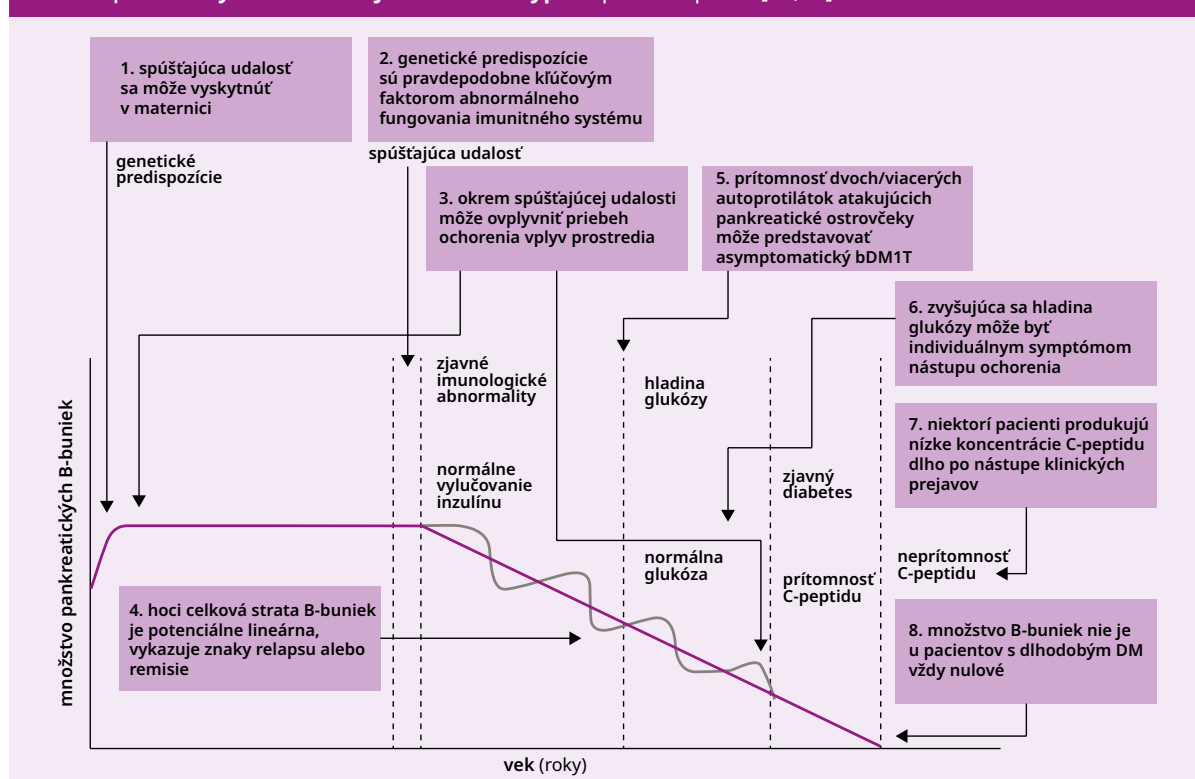 1. spúšťajúca udalosť
sa môže vyskytnúť
v maternici
2. genetické predispozície
sú pravdepodobne kľúčovým
faktorom abnormálneho
fungovania imunitného systému
genetické
predispozície
spúšťajúca udalosť
3. okrem spúšťajúcej udalosti
môže ovplyvniť priebeh
ochorenia vplyv prostredia
5. prítomnosť dvoch/viacerých
autoprotilátok atakujúcich
pankreatické ostrovčeky
môže predstavovať
asymptomatický bDM1T
6. zvyšujúca sa hladina
glukózy môže byť
individuálnym symptómom
nástupu ochorenia
zjavné
imunologické
abnormality
hladina
glukózy
7. niektorí pacienti produkujú
nízke koncentrácie C-peptidu
dlho po nástupe klinických
prejavov
normálne
vylučovanie
inzulínu
zjavný
diabetes
normálna
glukóza
prítomnosť
C-peptidu
neprítomnosť
C-peptidu
4. hoci celková strata B-buniek
je potenciálne lineárna,
vykazuje znaky relapsu alebo
remisie
8. množstvo B-buniek nie je
u pacientov s dlhodobým DM
vždy nulové
množstvo pankreatických B-buniek
vek (roky)